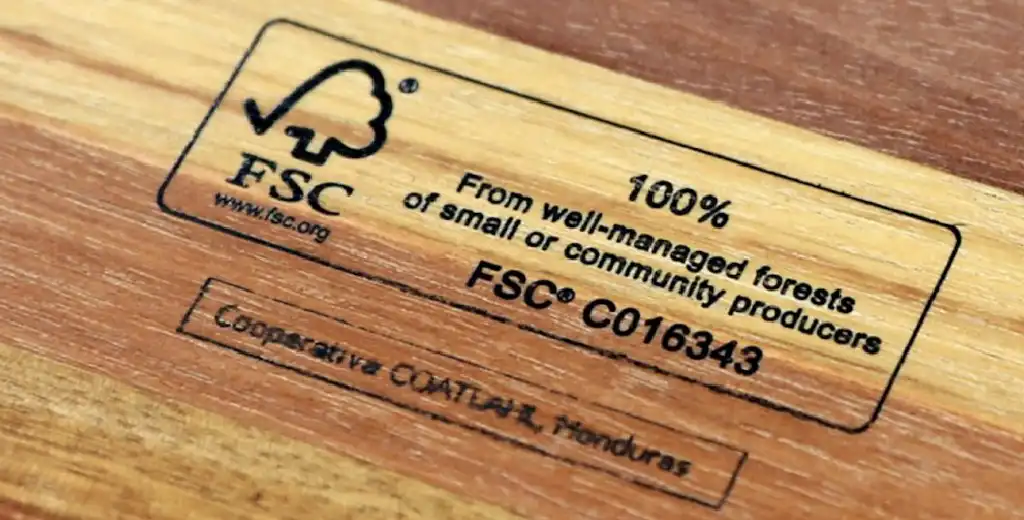 ®
FSC
www.fsc.org
100%
From well-managed forests
of small or community producers
FSC® C016343
Cooperativa COATLAHL, Honduras